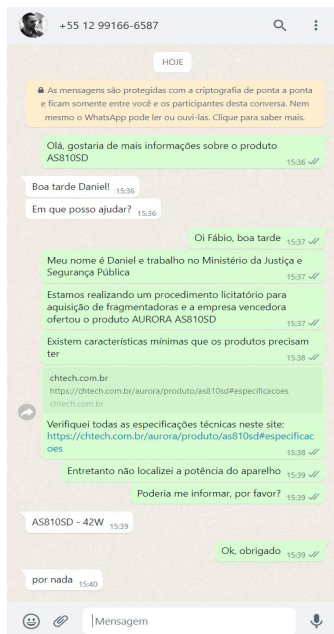 +55 12 99166-6587
HOJE
As mensagens são protegidas com a criptografia de ponta a ponta
e ficam somente entre você e os participantes desta conversa. Nem
mesmo o WhatsApp pode ler ou ouvi-las. Clique para saber mais.
Olá, gostaria de mais informações sobre o produto
AS810SD
15:36
Boa tarde Daniel! 15:36
Em que posso ajudar? 15:36
Oi Fábio, boa tarde 15:37
Meu nome é Daniel e trabalho no Ministério da Justiça e
Segurança Pública
15:37
Estamos realizando um procedimento licitatório para
aquisição de fragmentadoras e a empresa vencedora
ofertou o produto AURORA AS810SD
15:37
Existem características mínimas que os produtos precisam
ter
15:38
chtech.com.br
https://chtech.com.br/aurora/produto/as810sd#especificacoes
chtech.com.br
Verifiquei todas as especificações técnicas neste site:
https://chtech.com.br/aurora/produto/as810sd#especificac
oes
15:38
Entretanto não localizei a potência do aparelho 15:39
Poderia me informar, por favor? 15:39
AS810SD - 42W 15:39
Ok, obrigado 15:39
por nada 15:40
Mensagem